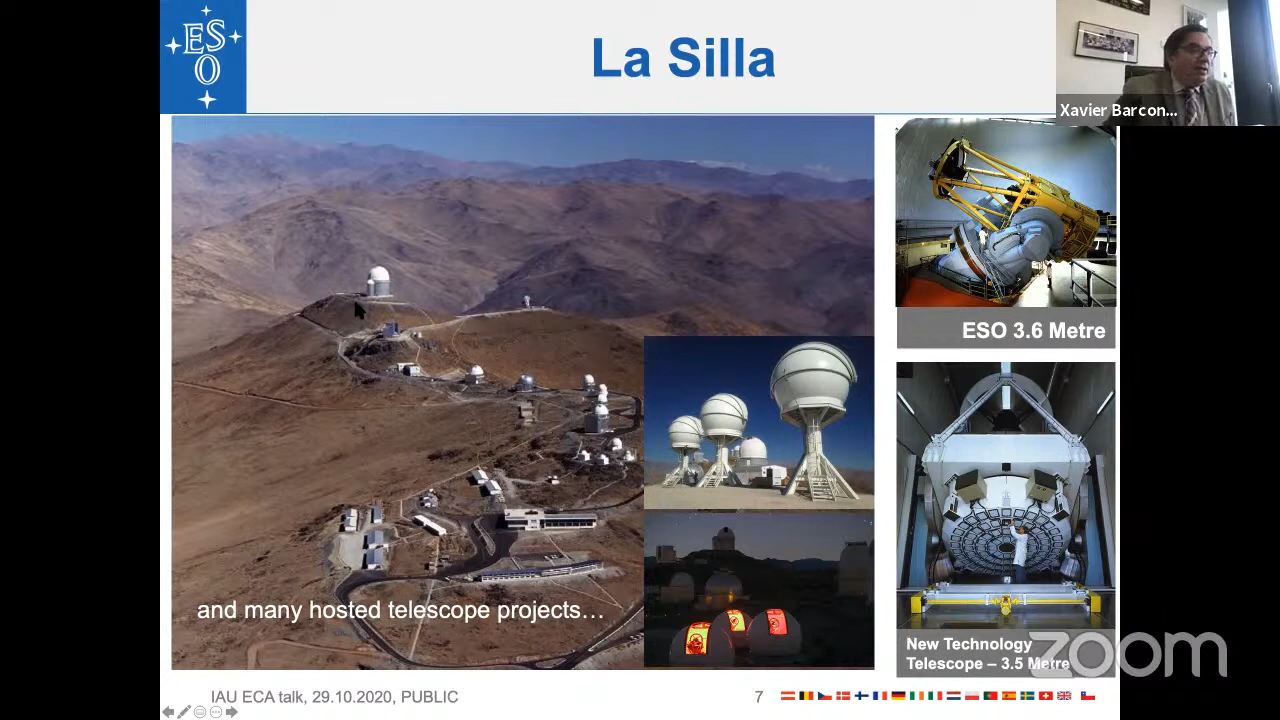 ESO
La Silla
Xavier Barcon...
ESO 3.6 Metre
and many hosted telescope projects...
New Technology
Telescope – 3.5 Metre
zoom
IAU ECA talk, 29.10.2020, PUBLIC
7